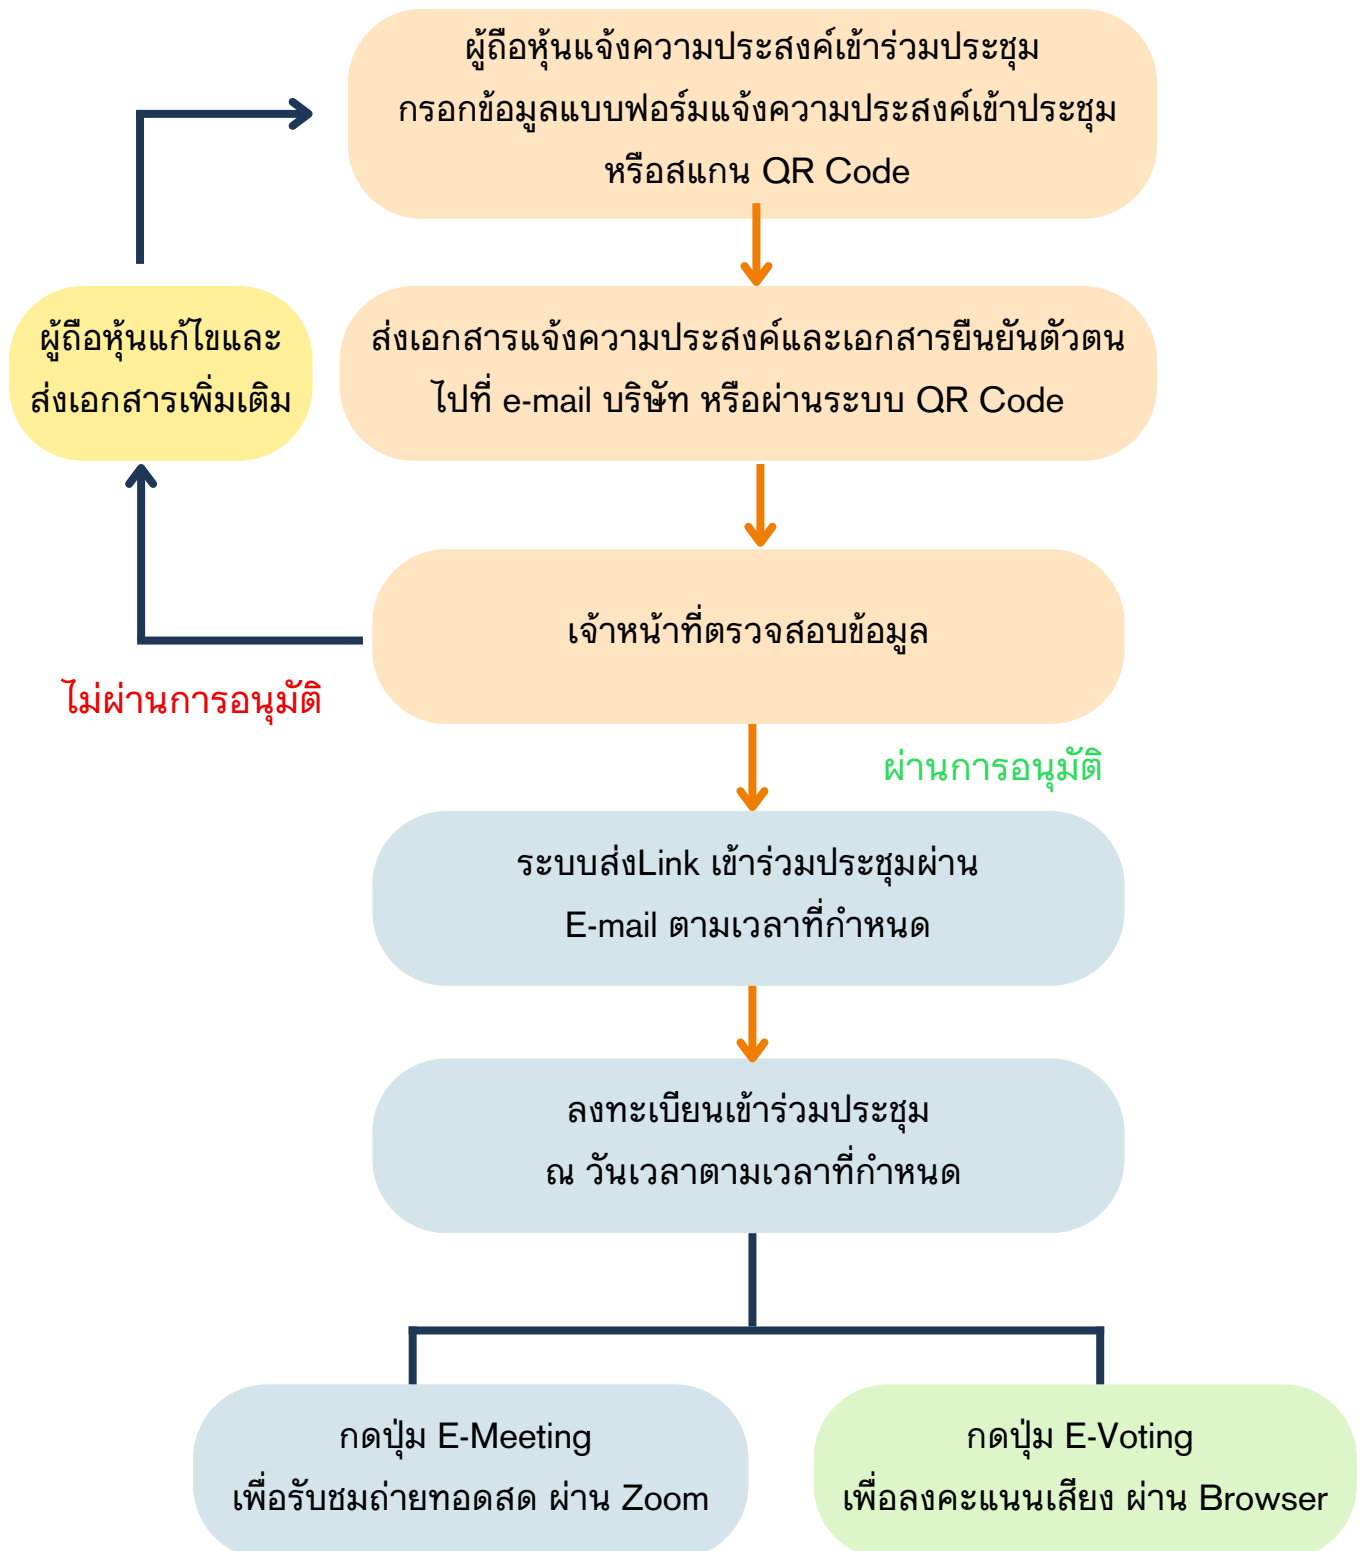 ผู้ถือหุ้นแจ้งความประสงค์เข้าร่วมประชุม
กรอกข้อมูลแบบฟอร์มแจ้งความประสงค์เข้าประชุม
หรือสแกน QR Code
ผู้ถือหุ้นแก้ไขและ
ส่งเอกสารเพิ่มเติม
ส่งเอกสารแจ้งความประสงค์และเอกสารยืนยันตัวตน
ไปที่ e-mail บริษัท หรือผ่านระบบ QR Code
เจ้าหน้าที่ตรวจสอบข้อมูล
ไม่ผ่านการอนุมัติ
ผ่านการอนุมัติ
ระบบส่งLink เข้าร่วมประชุมผ่าน
E-mail ตามเวลาที่กำหนด
ลงทะเบียนเข้าร่วมประชุม
ณ วันเวลาตามเวลาที่กำหนด
กดปุ่ม E-Meeting
เพื่อรับชมถ่ายทอดสด ผ่าน Zoom
กดปุ่ม E-Voting
เพื่อลงคะแนนเสียง ผ่าน Browser